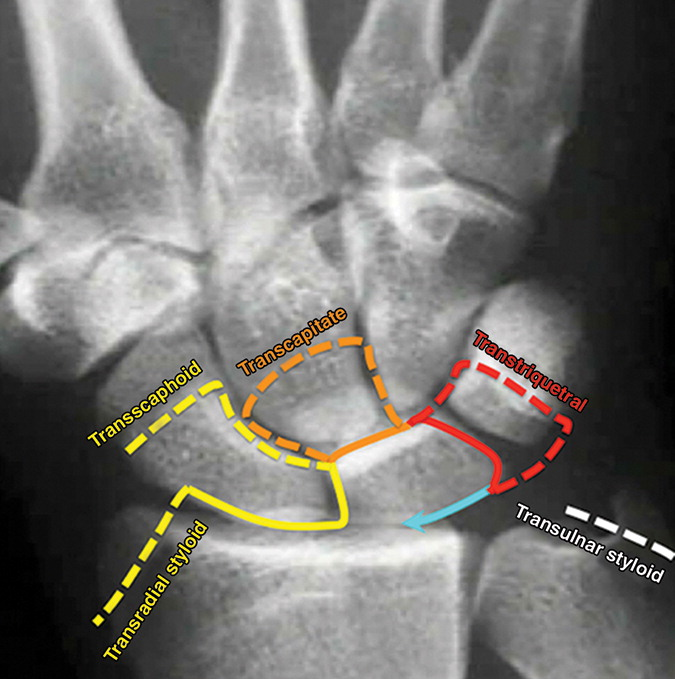 Transcapitate
Transtriquetral
Transscaphoid
Transulnar styloid
Transradial styloid